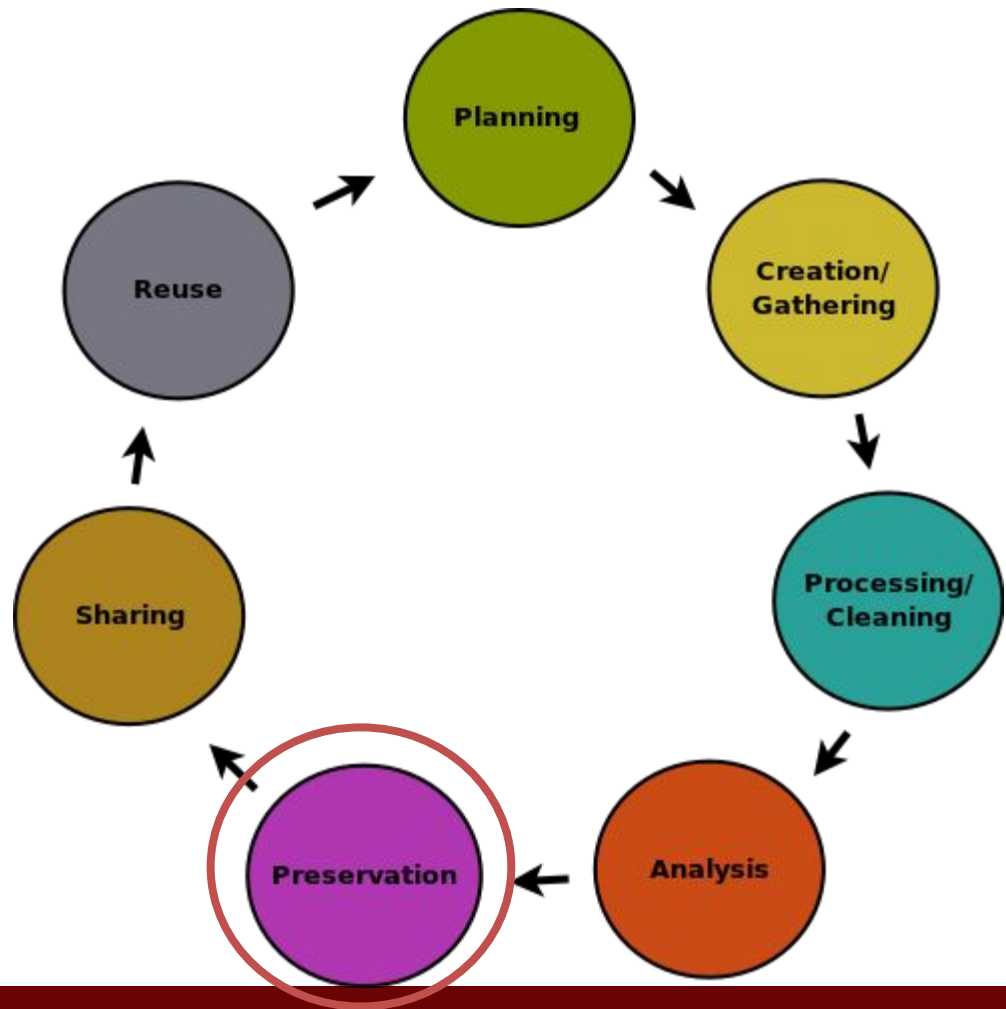 Planning
Creation/
Gathering
Processing/
Cleaning
Analysis
Preservation
Sharing
Reuse